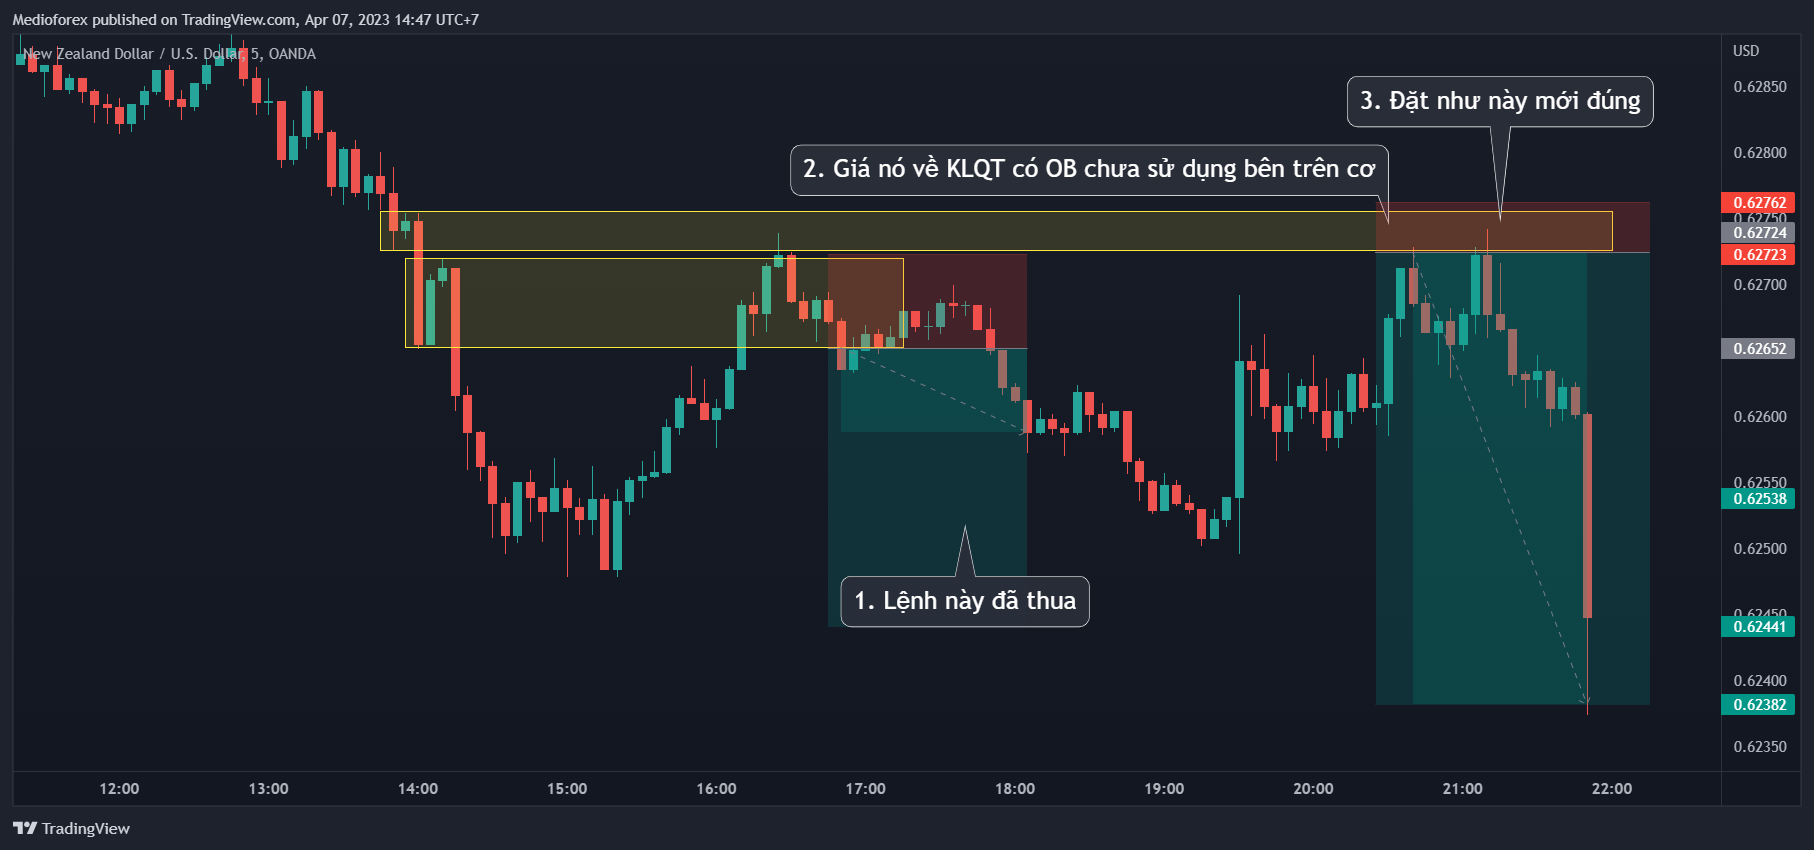 Medioforex published on TradingView.com, Apr 07, 2023 14:47 UTC+7
New Zealand Dollar / U.S. Dollar, 5, OANDA
USD
0.62850
3. Đặt như này mới đúng
0.62800
2. Giá nó về KLQT có OB chưa sử dụng bên trên cơ
0.62762
0.62750
0.62724
0.62723
0.62700
0.62652
0.62600
0.62550
0.62538
0.62500
1. Lệnh này đã thua
0.62450
0.62441
0.62400
0.62382
0.62350
12:00 13:00 14:00 15:00 16:00 17:00 18:00 19:00 20:00 21:00 22:00
TradingView